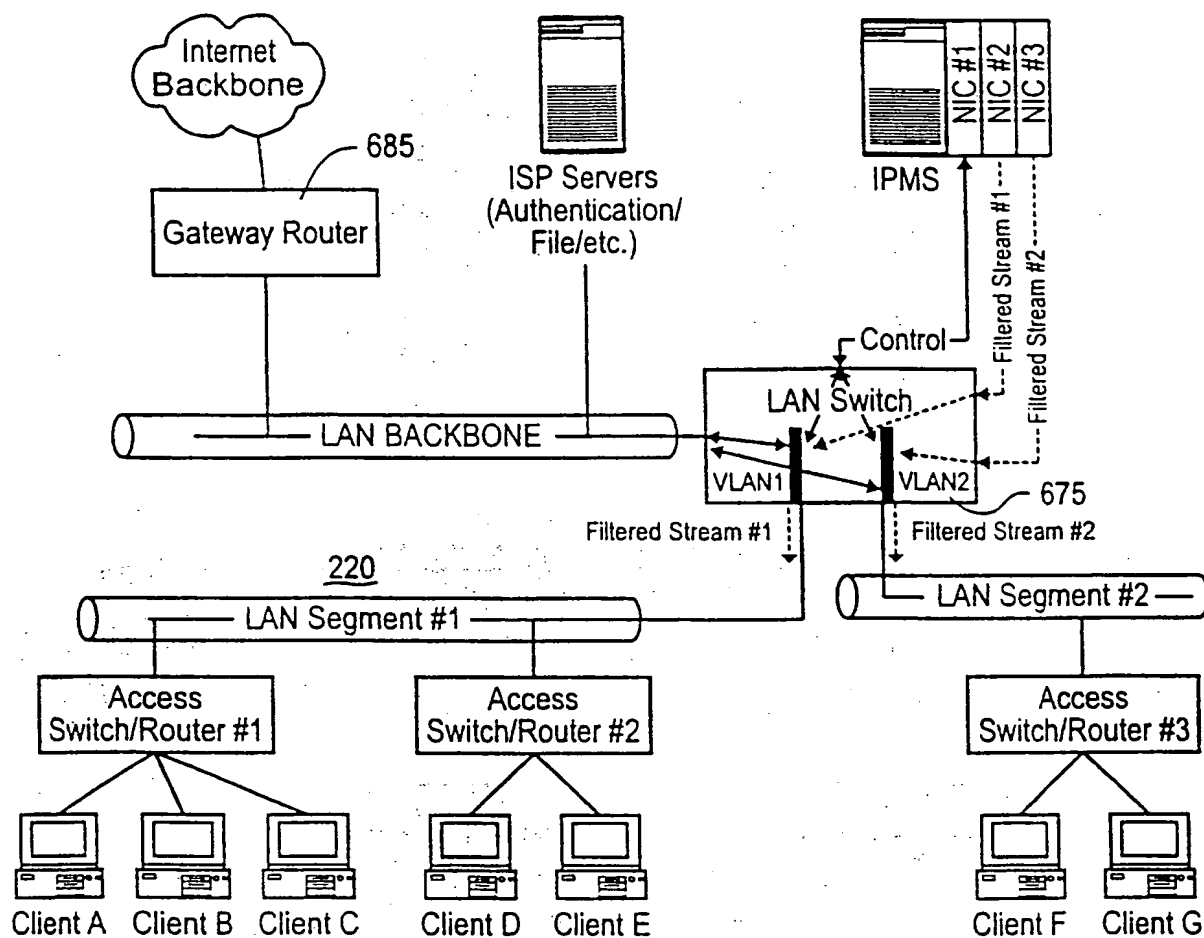 Internet
Backbone
685
Gateway Router
ISP Servers
(Authentication/
File/etc.)
NIC #1
NIC #2
NIC #3
IPMS
Filtered Stream #1
Filtered Stream #2
Control
LAN Switch
LAN BACKBONE
VLAN1
VLAN2
675
Filtered Stream #1
Filtered Stream #2
220
LAN Segment #1
LAN Segment #2
Access
Switch/Router #1
Access
Switch/Router #2
Access
Switch/Router #3
Client A
Client B
Client C
Client D
Client E
Client F
Client G